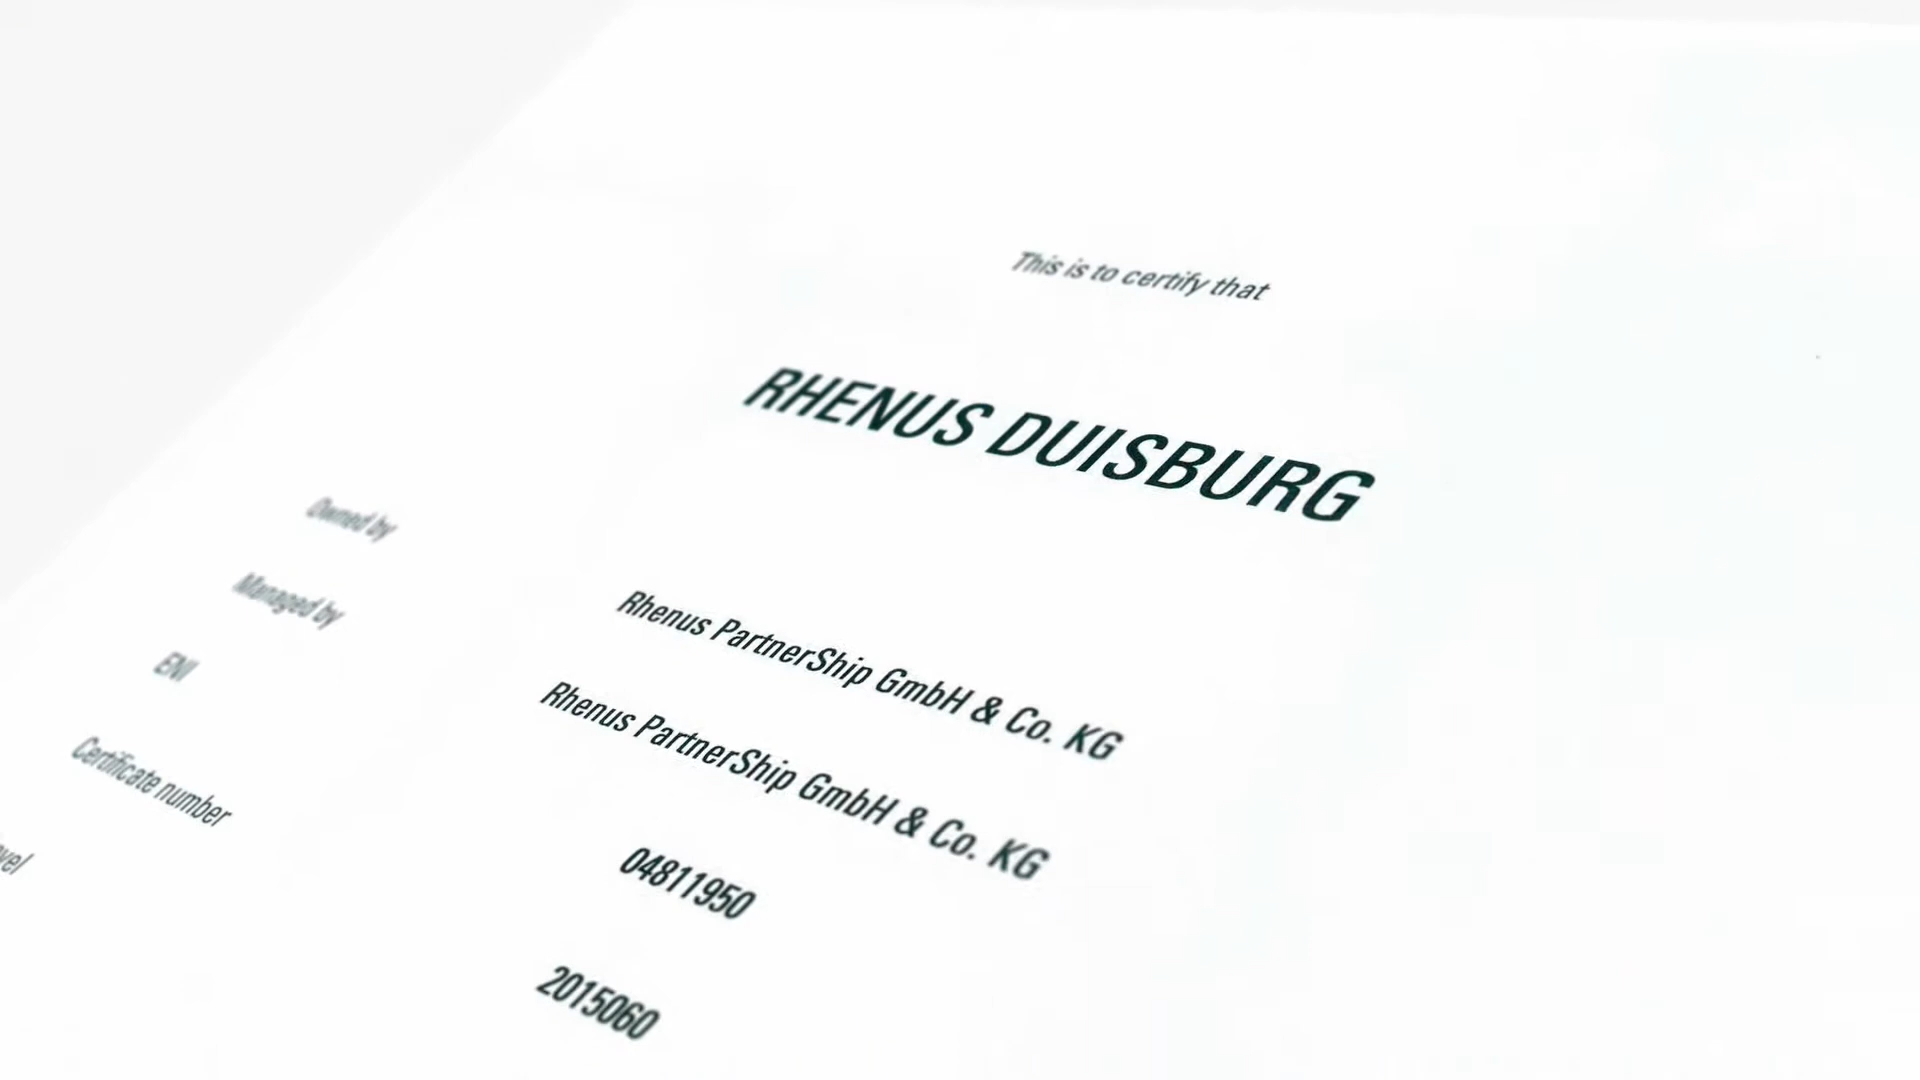 This is to certify that
RHENUS DUISBURG
Owned by Rhenus PartnerShip GmbH & Co. KG
Managed by Rhenus PartnerShip GmbH & Co. KG
ENI 04811950
Certificate number 2015060